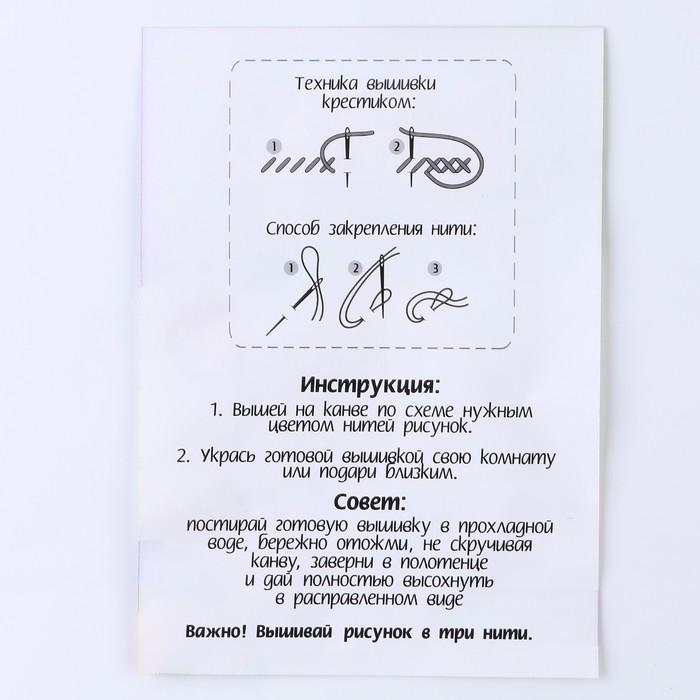 Техника вышивки
крестиком:
1 2
Способ закрепления нити:
1 2 3
Инструкция:
1. Вышей на канве по схеме нужным
цветом нитей рисунок.
2. Укрась готовой вышивкой свою комнату
или подари близким.
Совет:
постирай готовую вышивку в прохладной
воде, бережно отожми, не скручивая
канву, заверни в полотенце
и дай полностью высохнуть
в расправленном виде
Важно! Вышивай рисунок в три нити.